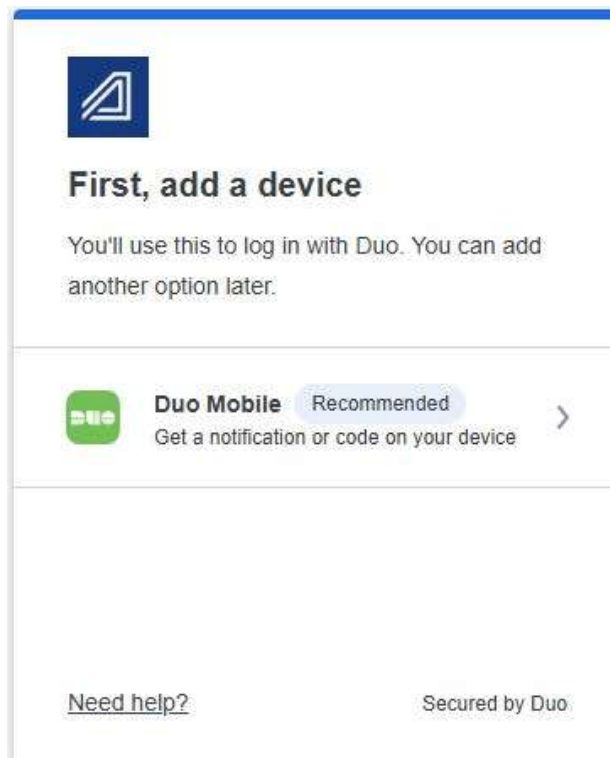 First, add a device
You'll use this to log in with Duo. You can add
another option later.
DUO
Duo Mobile Recommended
Get a notification or code on your device
Need help?
Secured by Duo